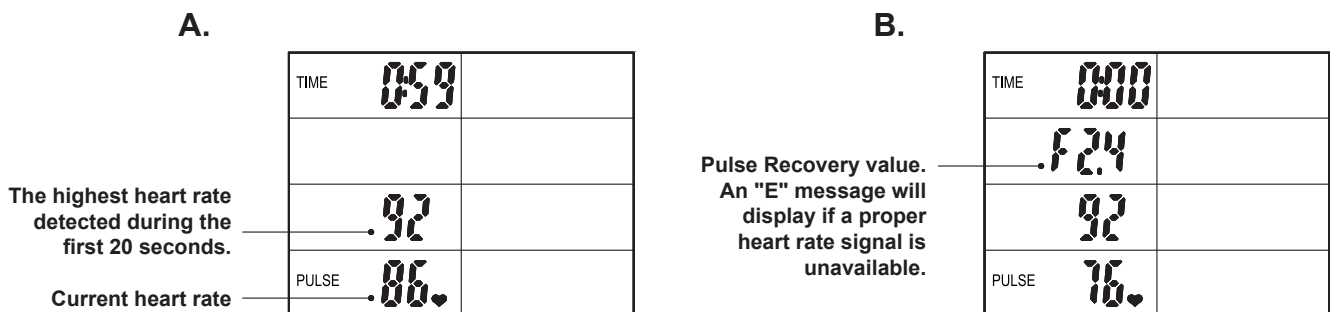 A.
TIME 0:59
The highest heart rate
detected during the
first 20 seconds.
92
Current heart rate
PULSE 86
B.
TIME 0:00
Pulse Recovery value.
An "E" message will
display if a proper
heart rate signal is
unavailable.
F2.4
92
PULSE 76